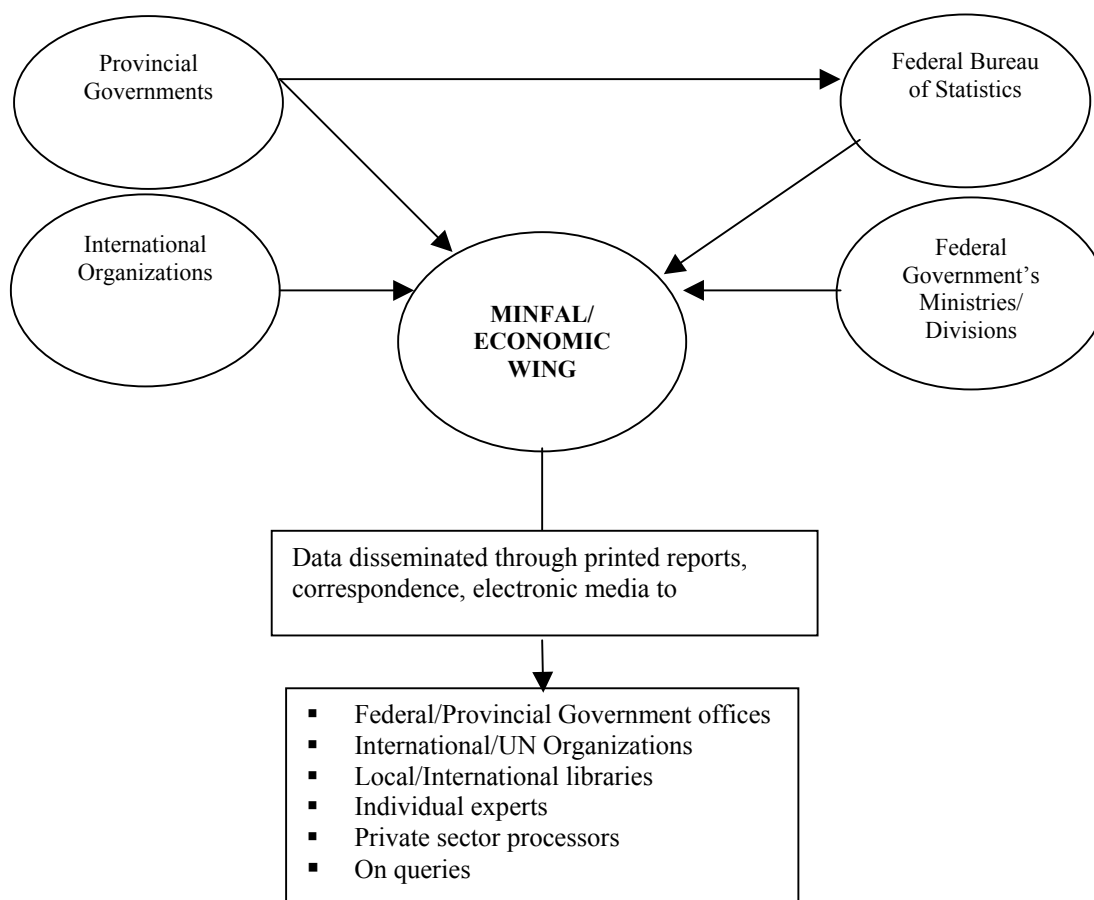 Provincial
Governments
Federal Bureau
of Statistics
International
Organizations
Federal
Government’s
Ministries/
Divisions
MINFAL/
ECONOMIC
WING
Data disseminated through printed reports,
correspondence, electronic media to
▪ Federal/Provincial Government offices
▪ International/UN Organizations
▪ Local/International libraries
▪ Individual experts
▪ Private sector processors
▪ On queries